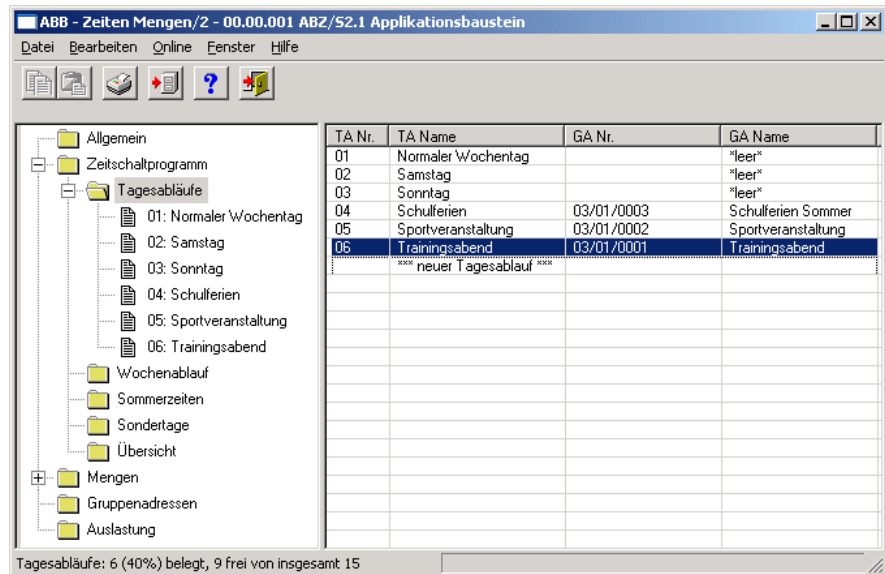 ABB - Zeiten Mengen/2 - 00.00.001 ABZ/S2.1 Applikationsbaustein
Datei Bearbeiten Online Fenster Hilfe
Allgemein
Zeitschaltprogramm
Tagesabläufe
01: Normaler Wochentag
02: Samstag
03: Sonntag
04: Schulferien
05: Sportveranstaltung
06: Trainingsabend
Wochenablauf
Sommerzeiten
Sondertage
Übersicht
Mengen
Gruppenadressen
Auslastung
TA Nr. TA Name GA Nr. GA Name
01 Normaler Wochentag *leer*
02 Samstag *leer*
03 Sonntag *leer*
04 Schulferien 03/01/0003 Schulferien Sommer
05 Sportveranstaltung 03/01/0002 Sportveranstaltung
06 Trainingsabend 03/01/0001 Trainingsabend
*** neuer Tagesablauf ***
Tagesabläufe: 6 (40%) belegt, 9 frei von insgesamt 15